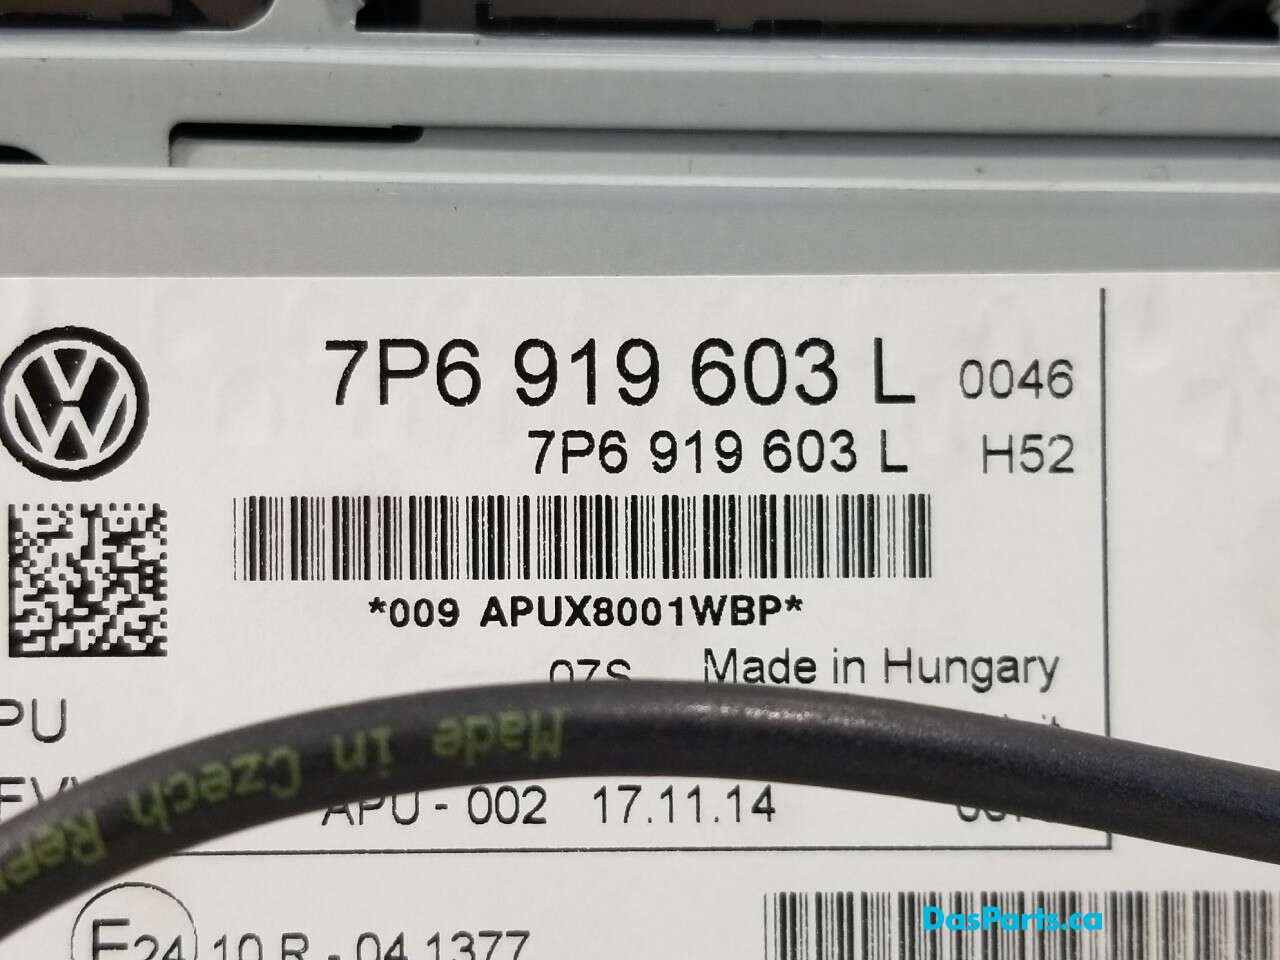 7P6 919 603 L 0046
7P6 919 603 L H52
*009 APUX8001WBP*
Made in Hungary
Made in Czech Rep
APU - 002 17.11.14
E24 10 R - 04 1377
DasParts.ca